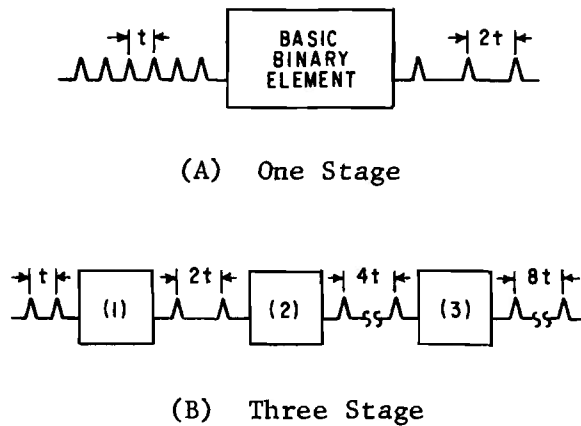 t
BASIC
BINARY
ELEMENT
2t
(A) One Stage
t
(1)
2t
(2)
4t
(3)
8t
(B) Three Stage